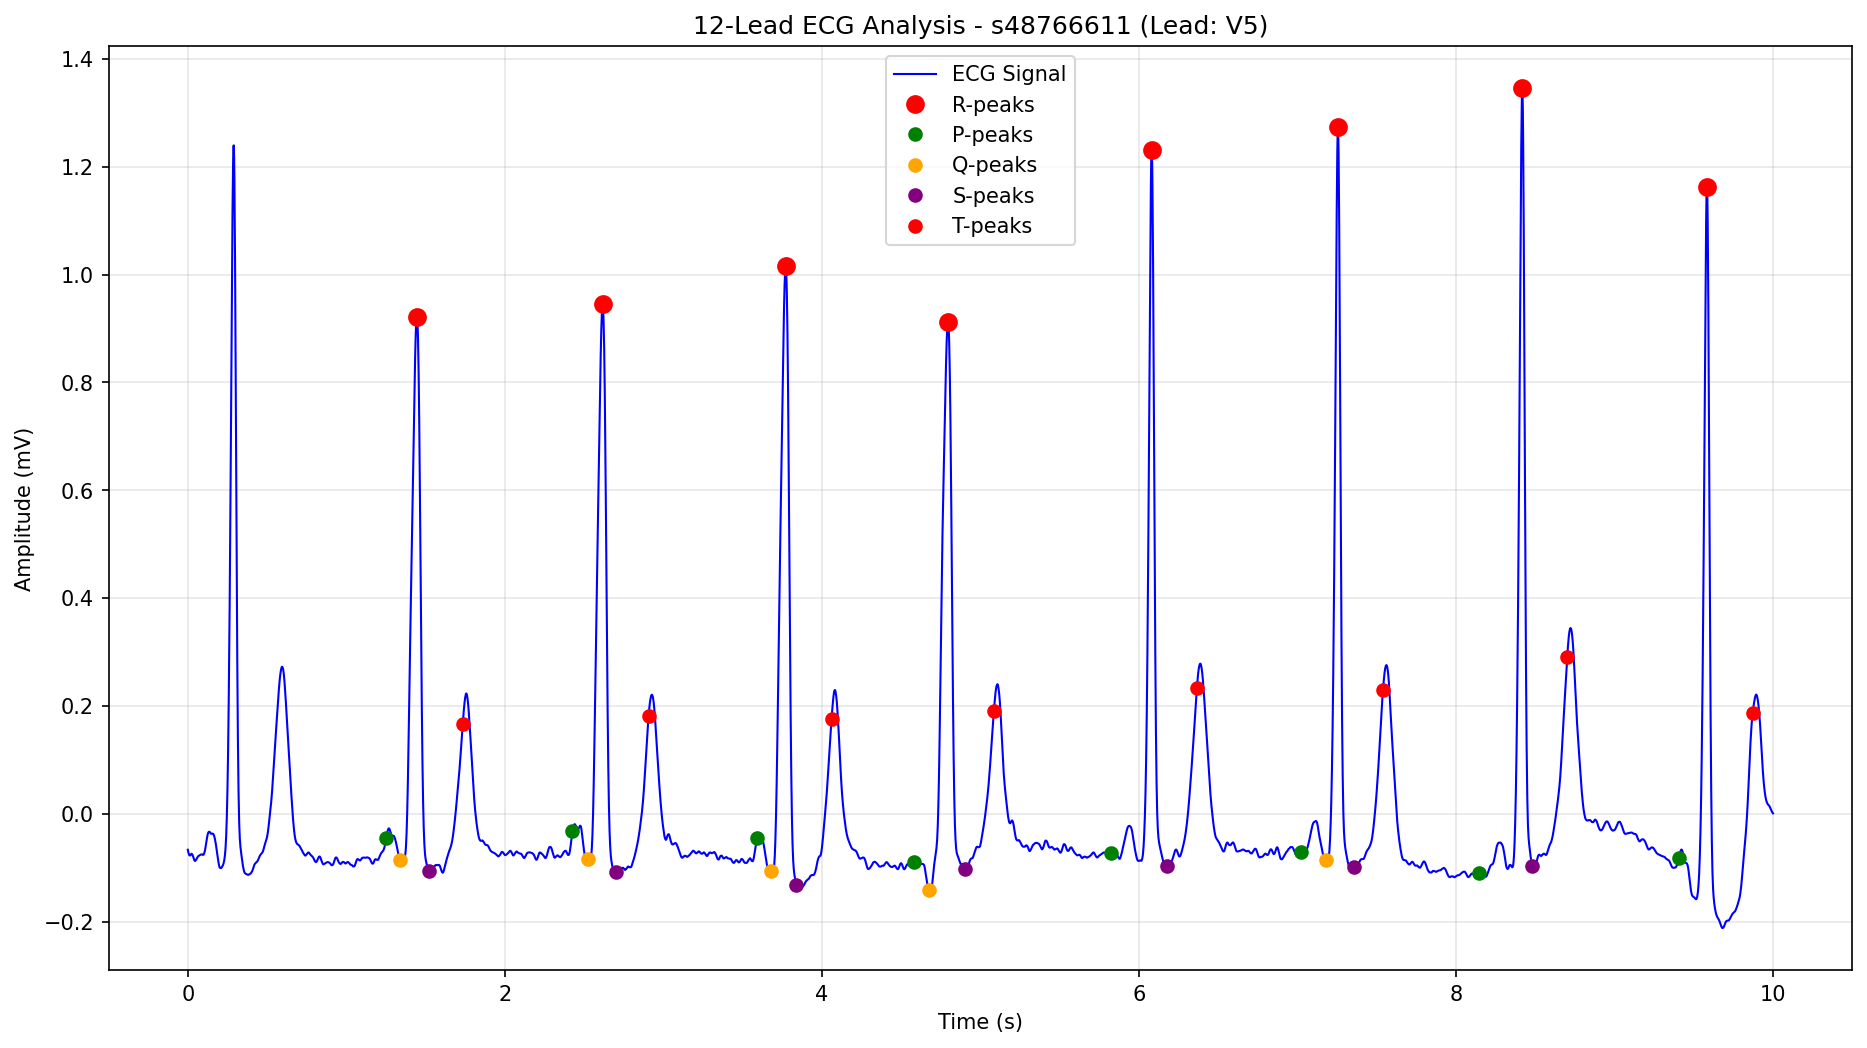 12-Lead ECG Analysis - s48766611 (Lead: V5)
ECG Signal
R-peaks
P-peaks
Q-peaks
S-peaks
T-peaks
Amplitude (mV)
1.4
1.2
1.0
0.8
0.6
0.4
0.2
0.0
−0.2
0 2 4 6 8 10
Time (s)